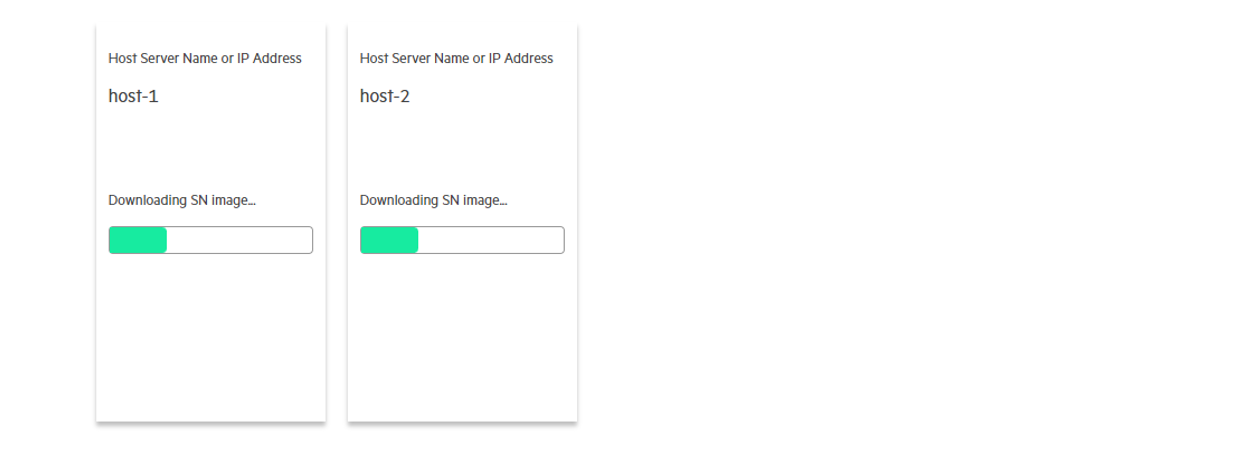 Host Server Name or IP Address
host-1
Downloading SN image...
Host Server Name or IP Address
host-2
Downloading SN image...